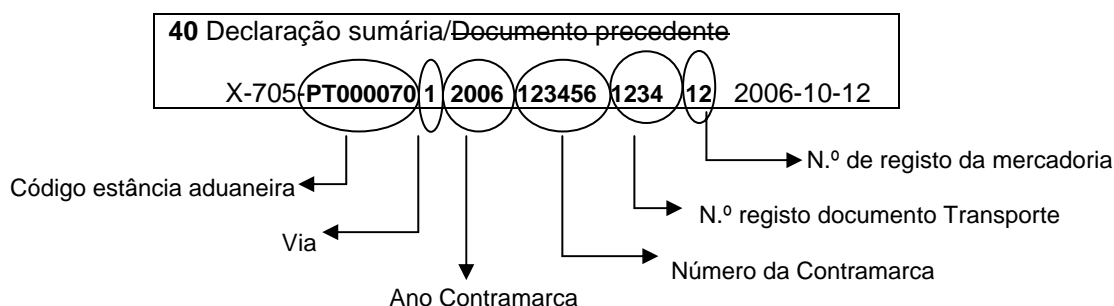 40 Declaração sumária/Documento precedente
X-705-PT000070 1 2006 123456 1234 12 2006-10-12
N.º de registo da mercadoria
Código estância aduaneira
N.º registo documento Transporte
Via
Número da Contramarca
Ano Contramarca